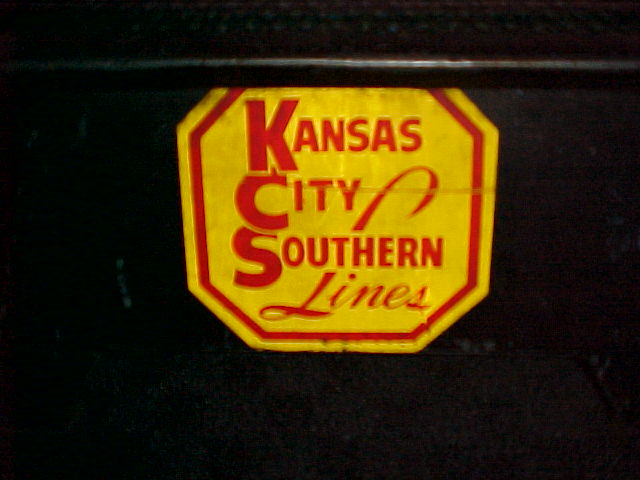 KANSAS
CITY
SOUTHERN
Lines